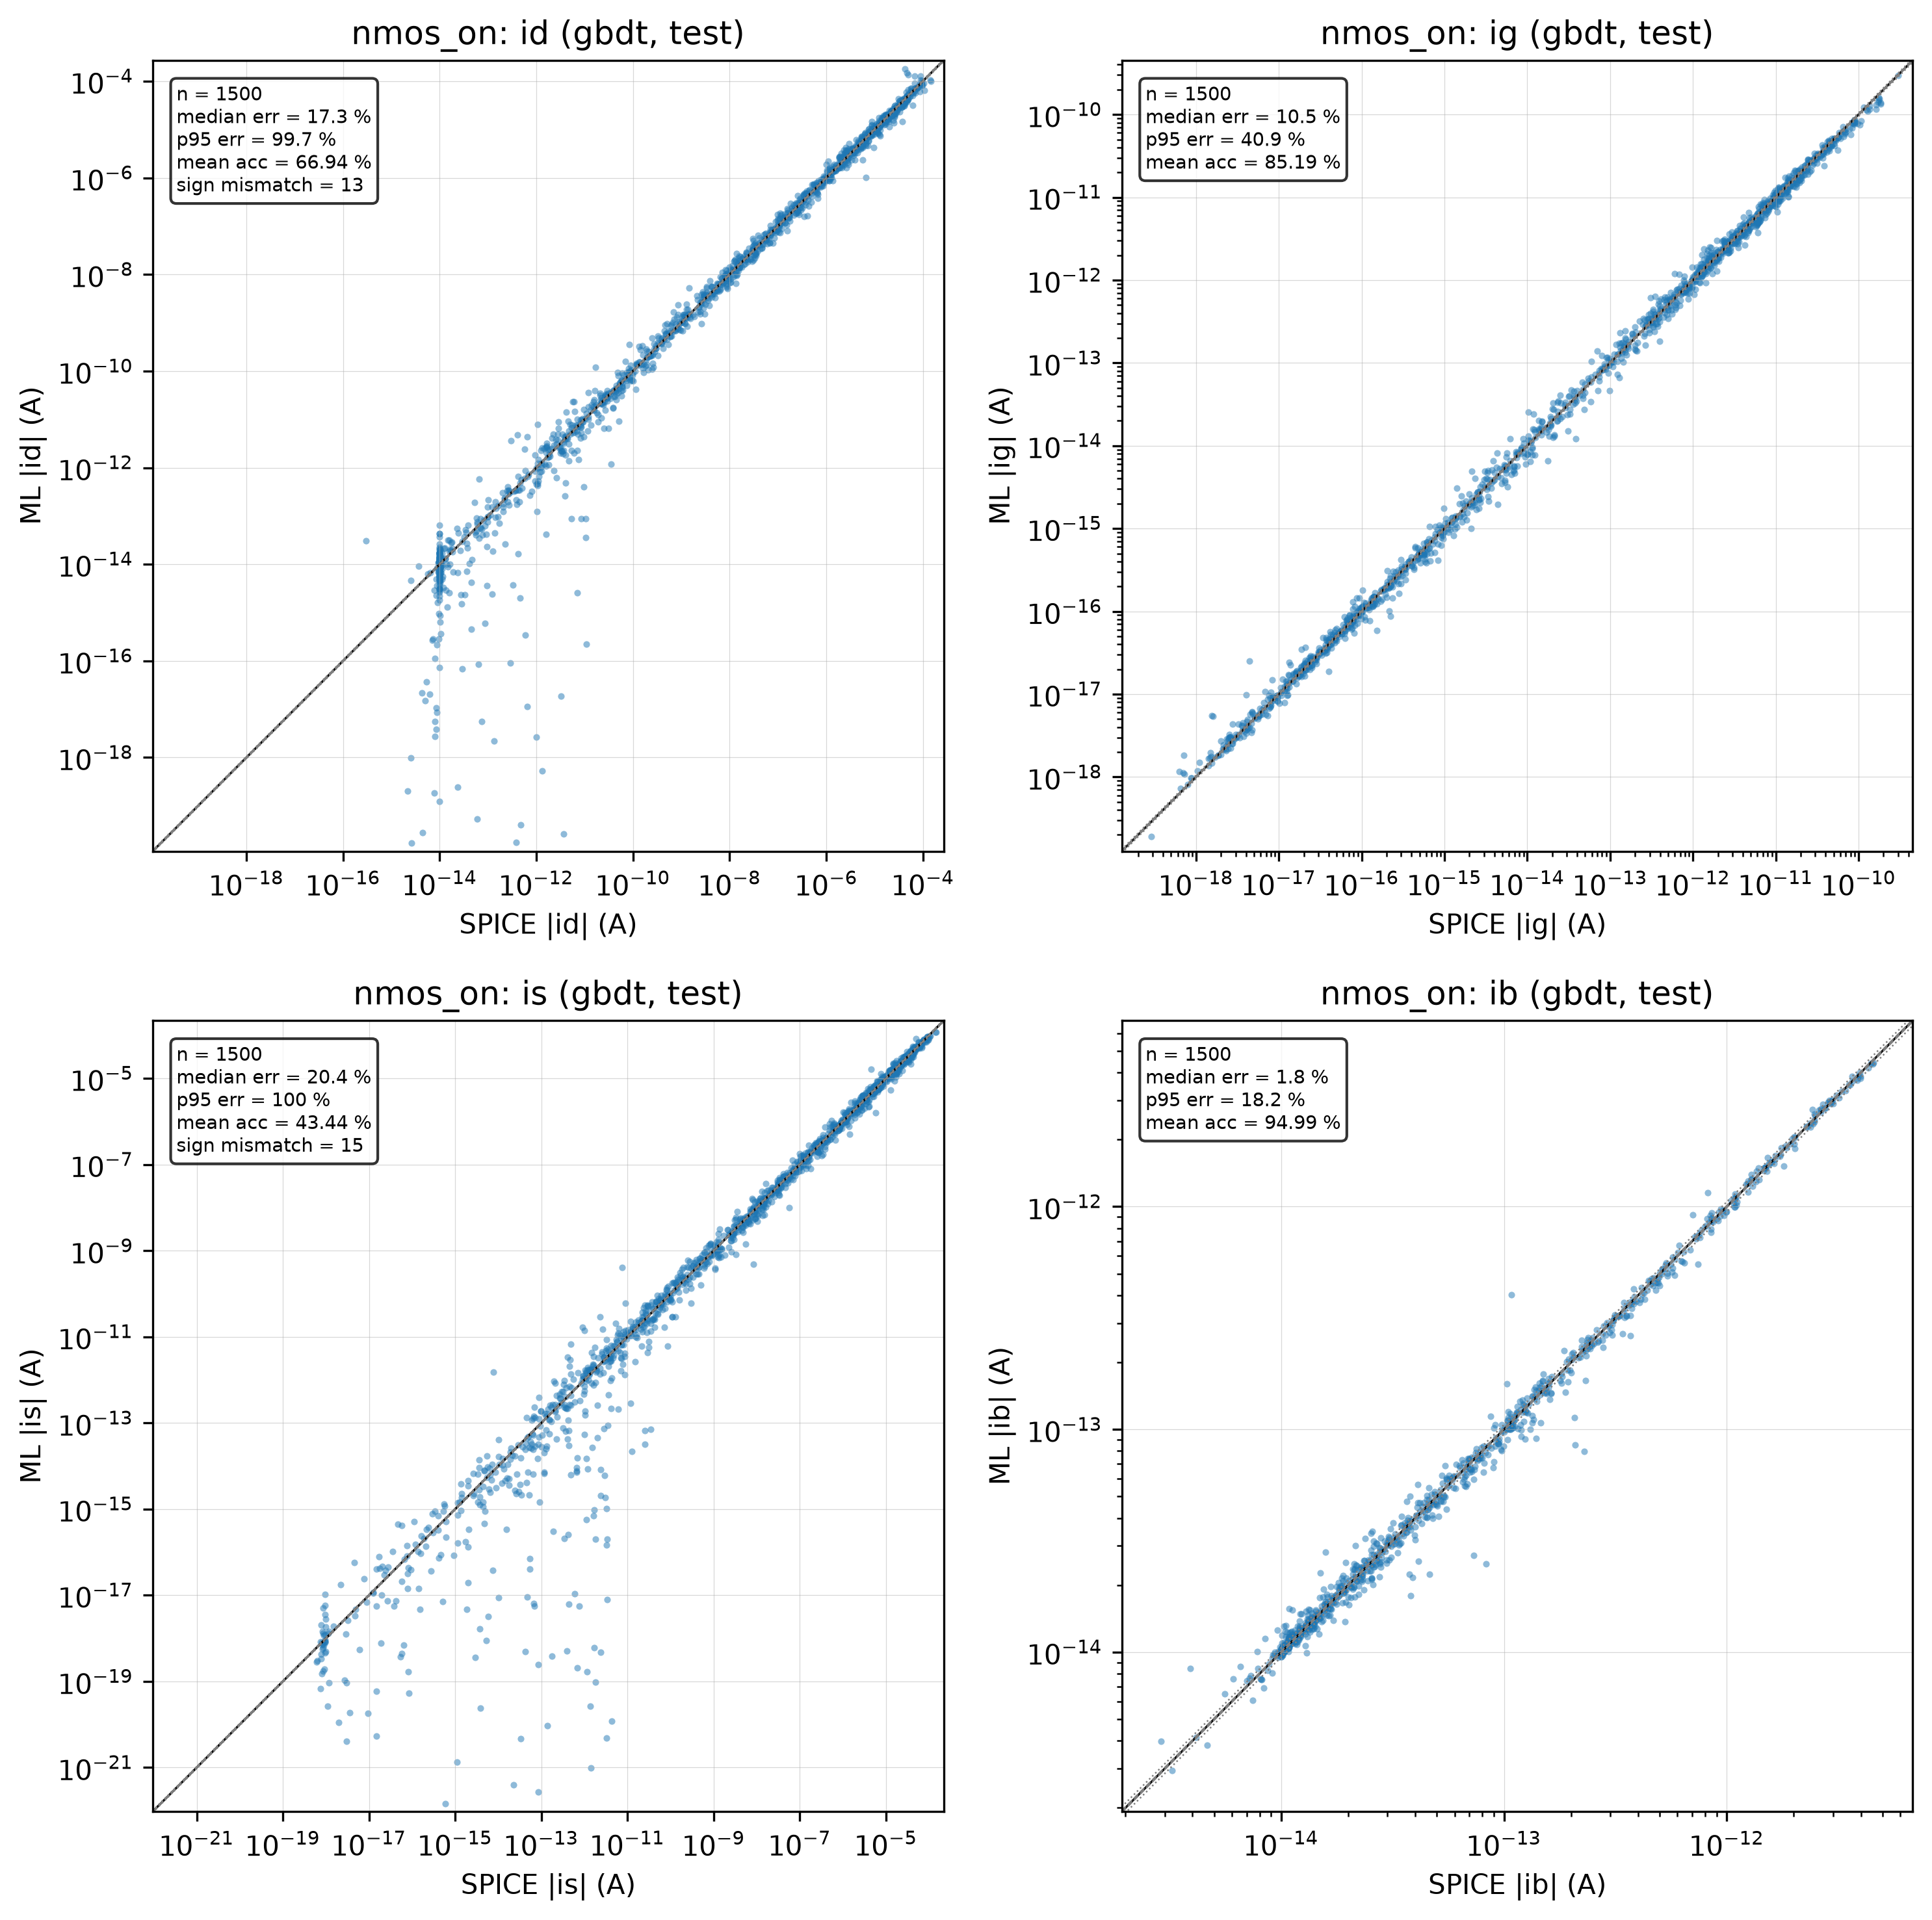 nmos_on: id (gbdt, test)
n = 1500
median err = 17.3 %
p95 err = 99.7 %
mean acc = 66.94 %
sign mismatch = 13
ML |id| (A)
10⁻⁴
10⁻⁶
10⁻⁸
10⁻¹⁰
10⁻¹²
10⁻¹⁴
10⁻¹⁶
10⁻¹⁸
10⁻¹⁸ 10⁻¹⁶ 10⁻¹⁴ 10⁻¹² 10⁻¹⁰ 10⁻⁸ 10⁻⁶ 10⁻⁴
SPICE |id| (A)
nmos_on: ig (gbdt, test)
n = 1500
median err = 10.5 %
p95 err = 40.9 %
mean acc = 85.19 %
ML |ig| (A)
10⁻¹⁰
10⁻¹¹
10⁻¹²
10⁻¹³
10⁻¹⁴
10⁻¹⁵
10⁻¹⁶
10⁻¹⁷
10⁻¹⁸
10⁻¹⁸ 10⁻¹⁷ 10⁻¹⁶ 10⁻¹⁵ 10⁻¹⁴ 10⁻¹³ 10⁻¹² 10⁻¹¹ 10⁻¹⁰
SPICE |ig| (A)
nmos_on: is (gbdt, test)
n = 1500
median err = 20.4 %
p95 err = 100 %
mean acc = 43.44 %
sign mismatch = 15
ML |is| (A)
10⁻⁵
10⁻⁷
10⁻⁹
10⁻¹¹
10⁻¹³
10⁻¹⁵
10⁻¹⁷
10⁻¹⁹
10⁻²¹
10⁻²¹ 10⁻¹⁹ 10⁻¹⁷ 10⁻¹⁵ 10⁻¹³ 10⁻¹¹ 10⁻⁹ 10⁻⁷ 10⁻⁵
SPICE |is| (A)
nmos_on: ib (gbdt, test)
n = 1500
median err = 1.8 %
p95 err = 18.2 %
mean acc = 94.99 %
ML |ib| (A)
10⁻¹²
10⁻¹³
10⁻¹⁴
10⁻¹⁴ 10⁻¹³ 10⁻¹²
SPICE |ib| (A)